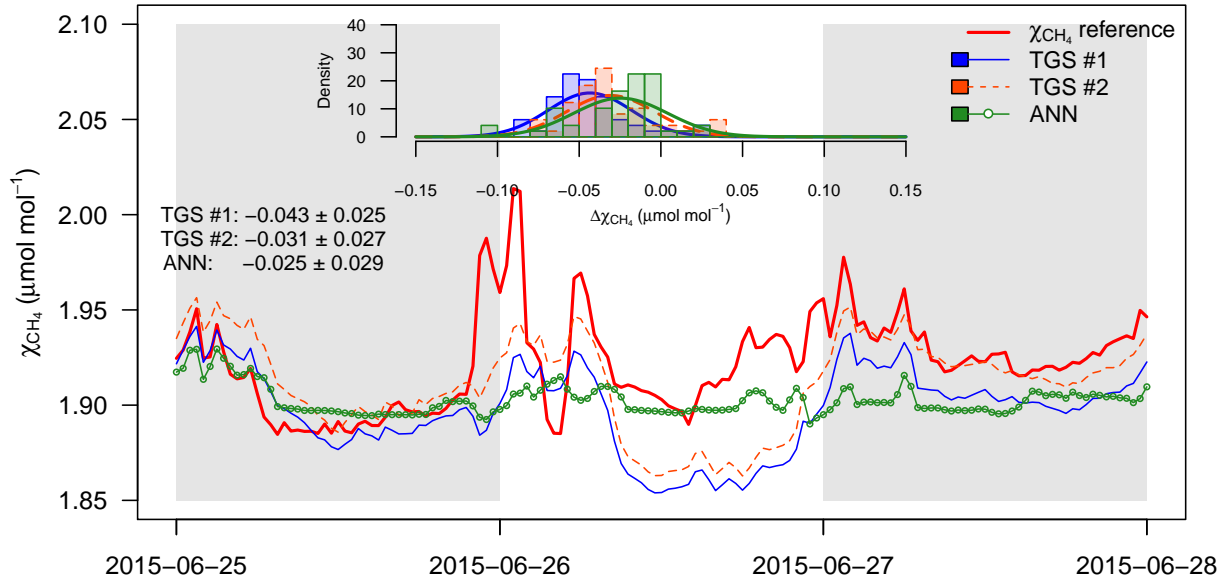 2.10
2.05
2.00
1.95
1.90
1.85
χCH₄ (μmol mol⁻¹)
40
30
20
10
0
Density
−0.15 −0.10 −0.05 0.00 0.05 0.10 0.15
ΔχCH₄ (μmol mol⁻¹)
χCH₄ reference
TGS #1
TGS #2
ANN
TGS #1: −0.043 ± 0.025
TGS #2: −0.031 ± 0.027
ANN: −0.025 ± 0.029
2015−06−25 2015−06−26 2015−06−27 2015−06−28